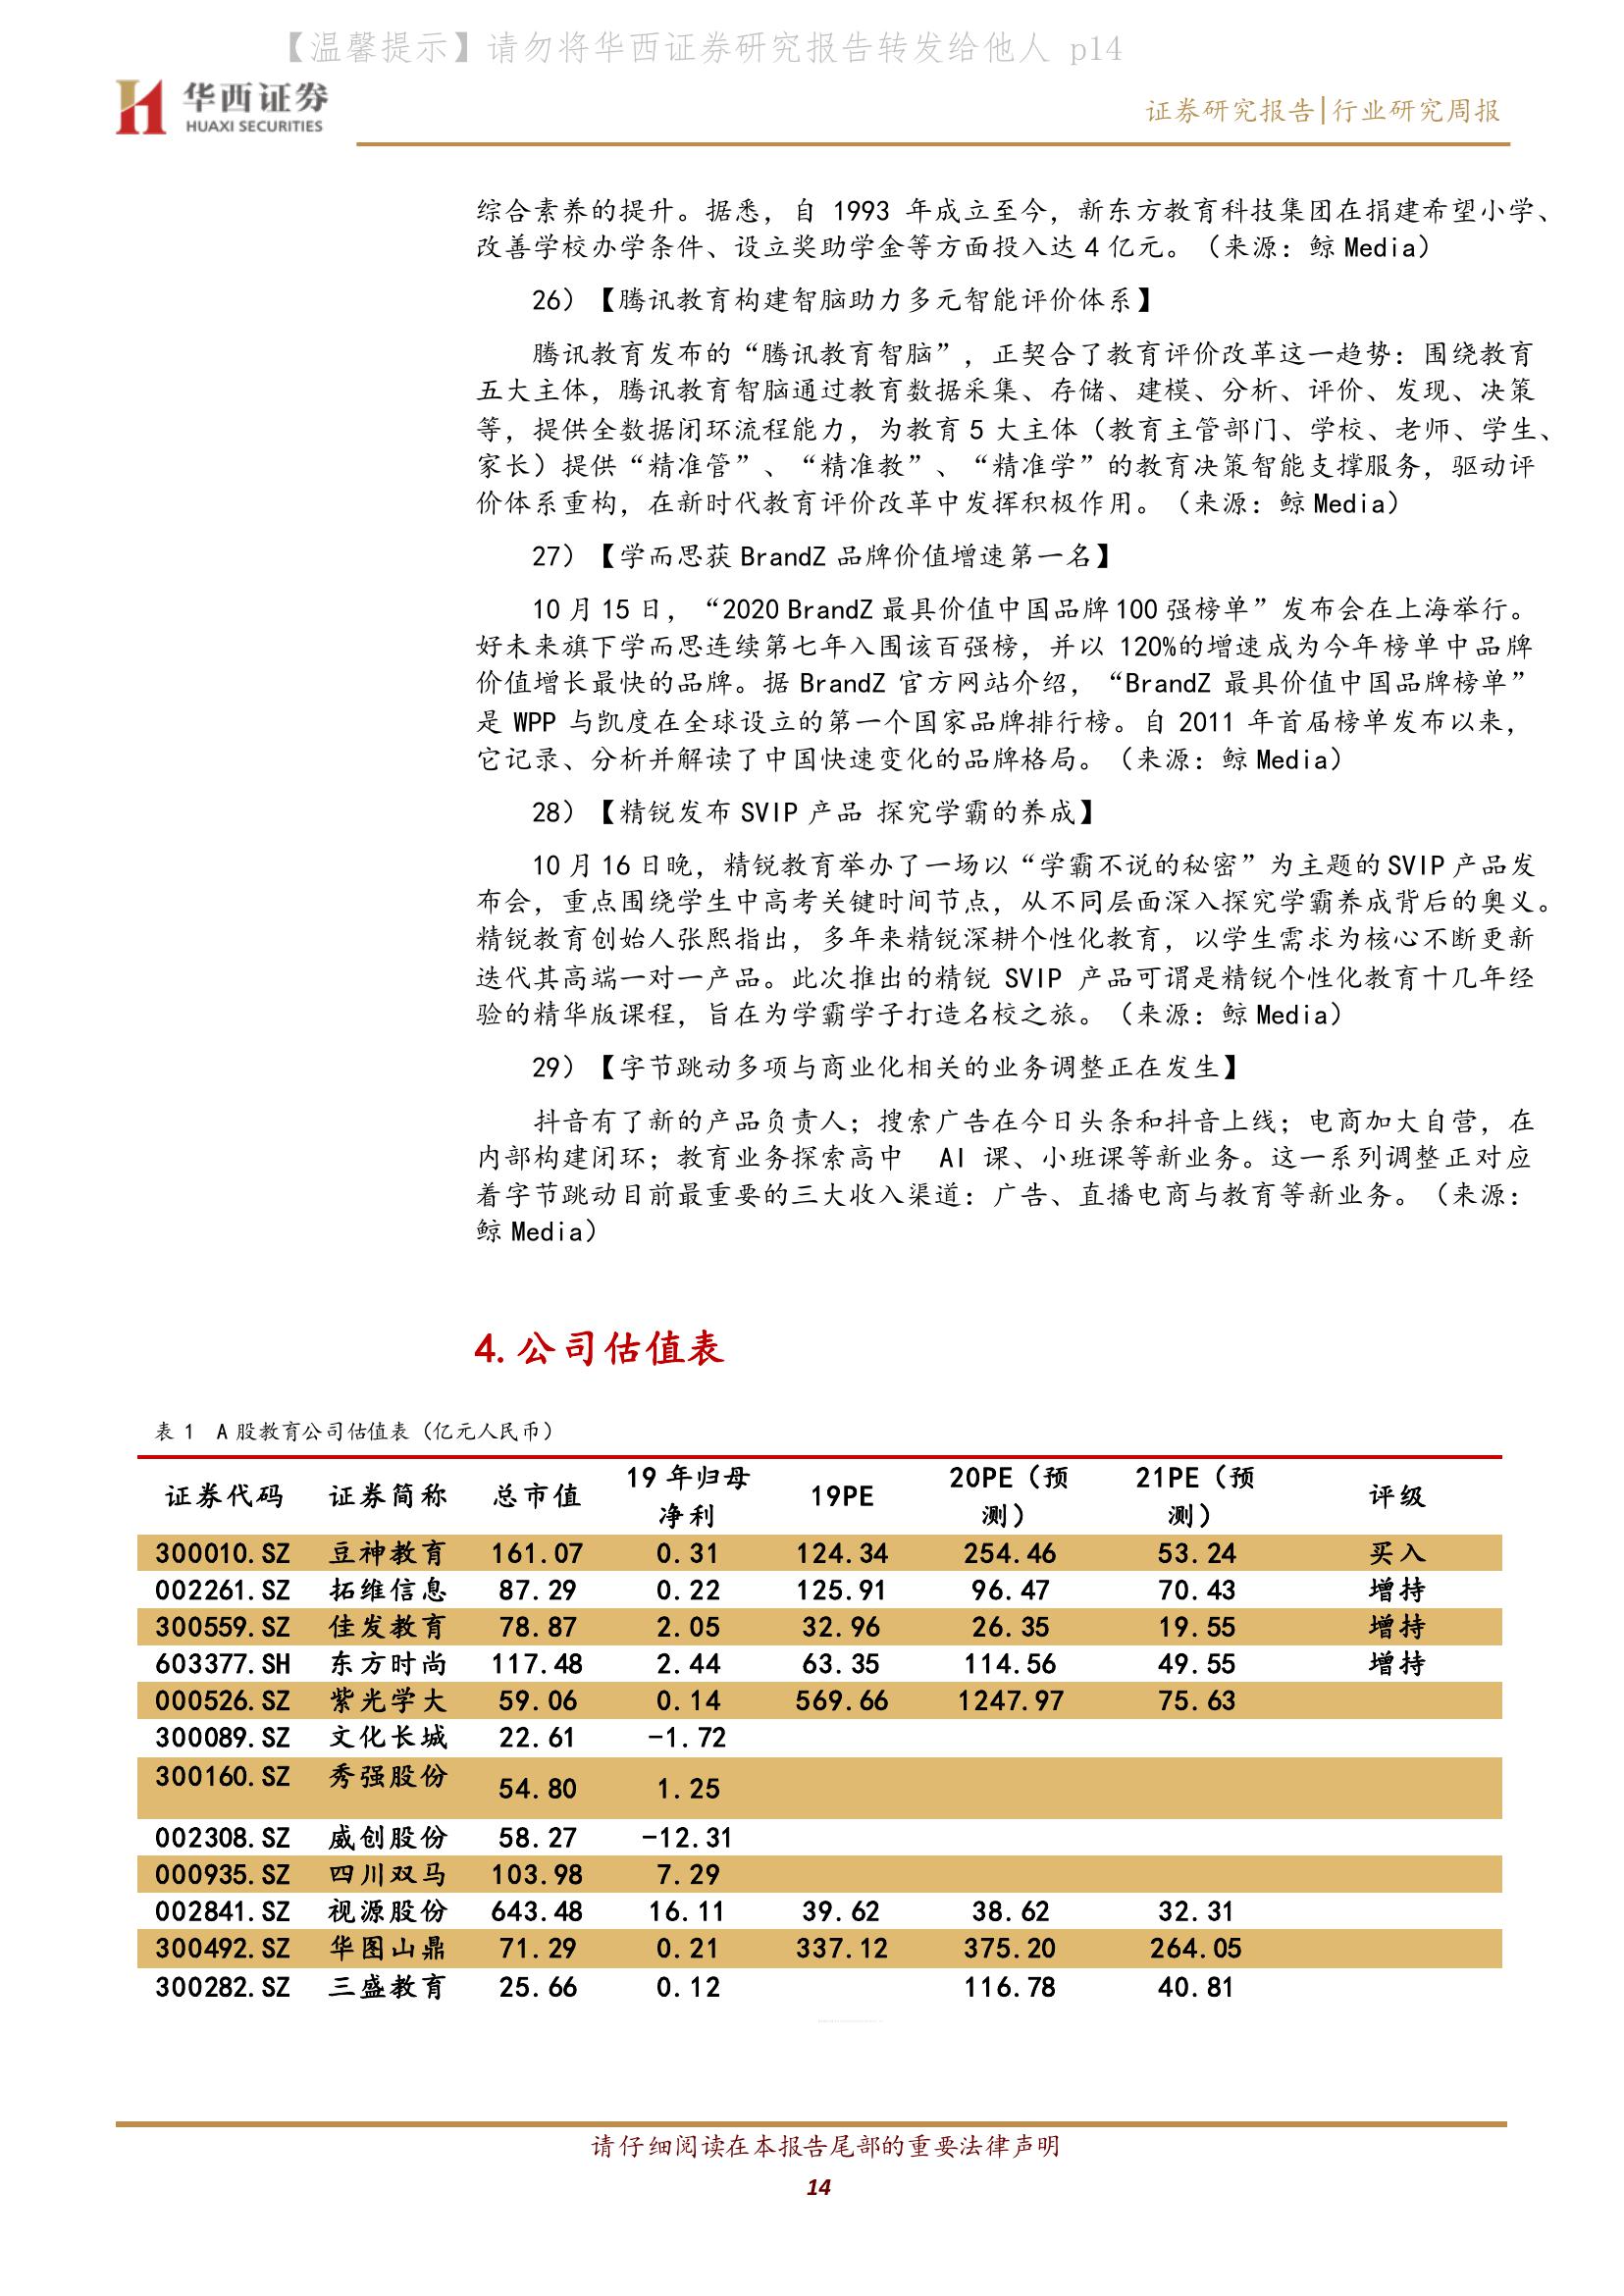 【温馨提示】请勿将华西证券研究报告转发给他人 p14
华西证券
HUAXI SECURITIES
证券研究报告|行业研究周报
综合素养的提升。据悉，自 1993 年成立至今，新东方教育科技集团在捐建希望小学、
改善学校办学条件、设立奖助学金等方面投入达 4 亿元。（来源：鲸 Media）
26）【腾讯教育构建智脑助力多元智能评价体系】
腾讯教育发布的“腾讯教育智脑”，正契合了教育评价改革这一趋势：围绕教育
五大主体，腾讯教育智脑通过教育数据采集、存储、建模、分析、评价、发现、决策
等，提供全数据闭环流程能力，为教育 5 大主体（教育主管部门、学校、老师、学生、
家长）提供“精准管”、“精准教”、“精准学”的教育决策智能支撑服务，驱动评
价体系重构，在新时代教育评价改革中发挥积极作用。（来源：鲸 Media）
27）【学而思获 BrandZ 品牌价值增速第一名】
10 月 15 日，“2020 BrandZ 最具价值中国品牌 100 强榜单”发布会在上海举行。
好未来旗下学而思连续第七年入围该百强榜，并以 120%的增速成为今年榜单中品牌
价值增长最快的品牌。据 BrandZ 官方网站介绍，“BrandZ 最具价值中国品牌榜单”
是 WPP 与凯度在全球设立的第一个国家品牌排行榜。自 2011 年首届榜单发布以来，
它记录、分析并解读了中国快速变化的品牌格局。（来源：鲸 Media）
28）【精锐发布 SVIP 产品 探究学霸的养成】
10 月 16 日晚，精锐教育举办了一场以“学霸不说的秘密”为主题的 SVIP 产品发
布会，重点围绕学生中高考关键时间节点，从不同层面深入探究学霸养成背后的奥义。
精锐教育创始人张熙指出，多年来精锐深耕个性化教育，以学生需求为核心不断更新
迭代其高端一对一产品。此次推出的精锐 SVIP 产品可谓是精锐个性化教育十几年经
验的精华版课程，旨在为学霸学子打造名校之旅。（来源：鲸 Media）
29）【字节跳动多项与商业化相关的业务调整正在发生】
抖音有了新的产品负责人；搜索广告在今日头条和抖音上线；电商加大自营，在
内部构建闭环；教育业务探索高中 AI 课、小班课等新业务。这一系列调整正对应
着字节跳动目前最重要的三大收入渠道：广告、直播电商与教育等新业务。（来源：
鲸 Media）
4. 公司估值表
表 1 A 股教育公司估值表（亿元人民币）
证券代码 证券简称 总市值 19 年归母净利 19PE 20PE（预测） 21PE（预测） 评级
300010.SZ 豆神教育 161.07 0.31 124.34 254.46 53.24 买入
002261.SZ 拓维信息 87.29 0.22 125.91 96.47 70.43 增持
300559.SZ 佳发教育 78.87 2.05 32.96 26.35 19.55 增持
603377.SH 东方时尚 117.48 2.44 63.35 114.56 49.55 增持
000526.SZ 紫光学大 59.06 0.14 569.66 1247.97 75.63
300089.SZ 文化长城 22.61 -1.72
300160.SZ 秀强股份 54.80 1.25
002308.SZ 威创股份 58.27 -12.31
000935.SZ 四川双马 103.98 7.29
002841.SZ 视源股份 643.48 16.11 39.62 38.62 32.31
300492.SZ 华图山鼎 71.29 0.21 337.12 375.20 264.05
300282.SZ 三盛教育 25.66 0.12 116.78 40.81
请仔细阅读在本报告尾部的重要法律声明
14